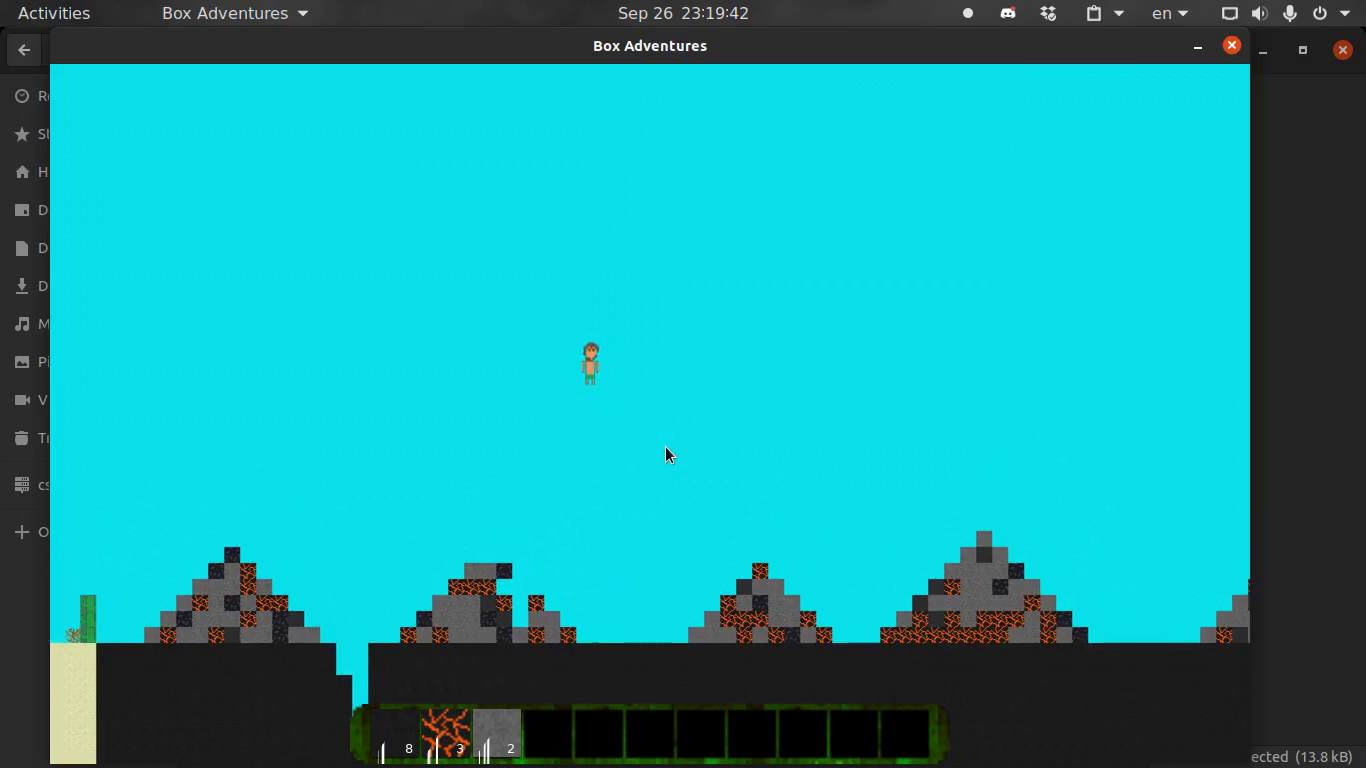 Activities
Box Adventures
Sep 26 23:19:42
en
Box Adventures
8
3
2
ected (13.8 kB)